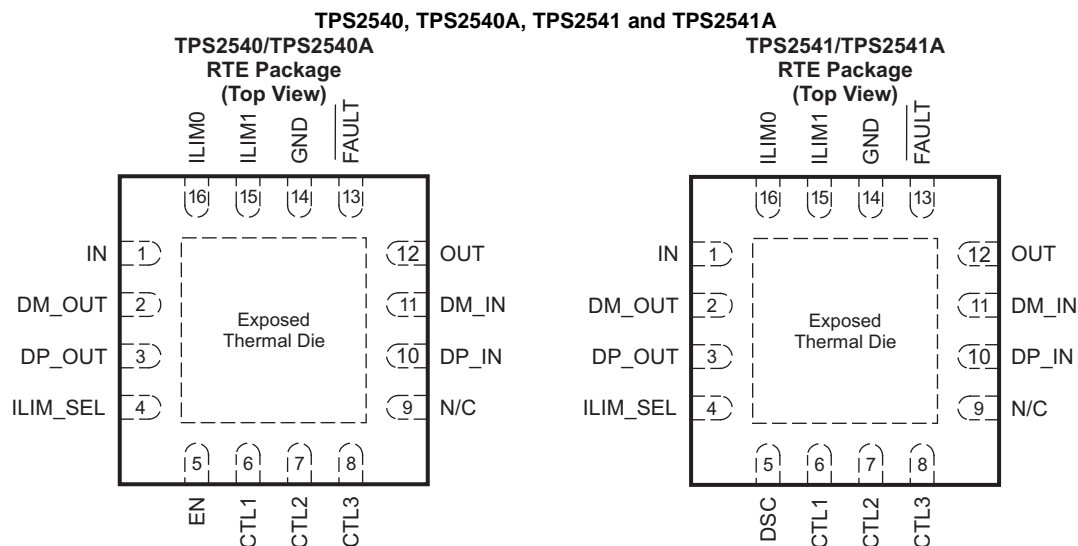 TPS2540, TPS2540A, TPS2541 and TPS2541A
TPS2540/TPS2540A
RTE Package
(Top View)
ILIM0
ILIM1
GND
FAULT
16
15
14
13
IN 1
12 OUT
DM_OUT 2
11 DM_IN
DP_OUT 3
10 DP_IN
ILIM_SEL 4
9 N/C
Exposed
Thermal Die
5
6
7
8
EN
CTL1
CTL2
CTL3
TPS2541/TPS2541A
RTE Package
(Top View)
ILIM0
ILIM1
GND
FAULT
16
15
14
13
IN 1
12 OUT
DM_OUT 2
11 DM_IN
DP_OUT 3
10 DP_IN
ILIM_SEL 4
9 N/C
Exposed
Thermal Die
5
6
7
8
DSC
CTL1
CTL2
CTL3